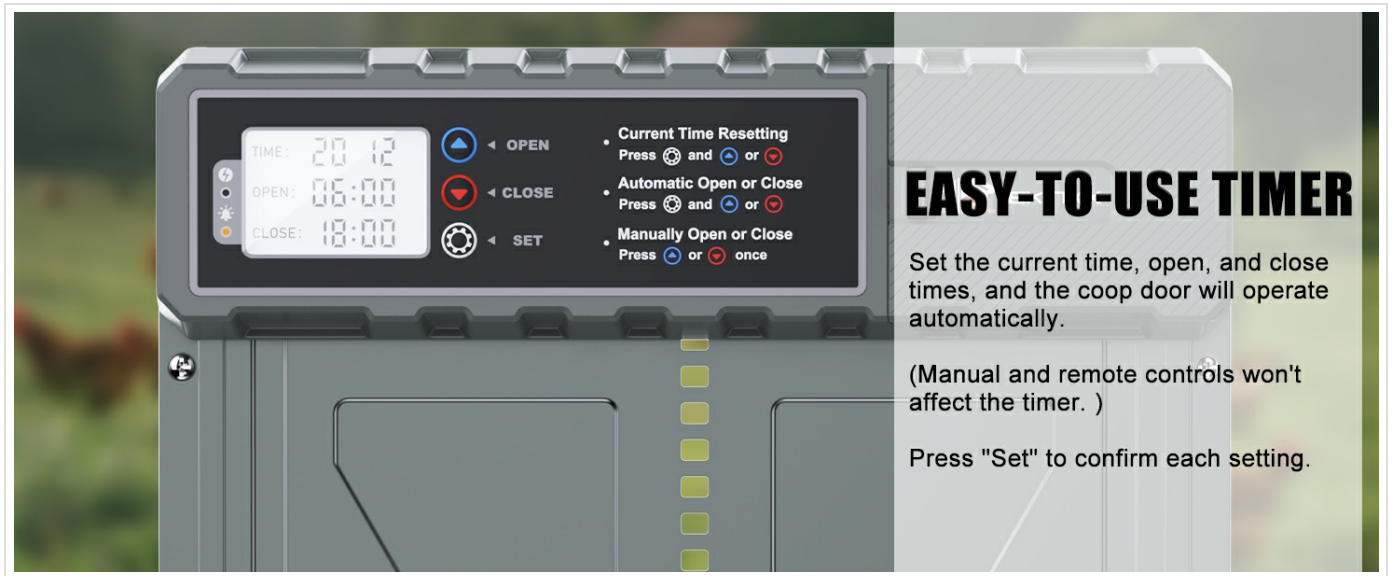 TIME: 20 12
OPEN: 06:00
CLOSE: 18:00
OPEN
CLOSE
SET
• Current Time Resetting
Press and or
• Automatic Open or Close
Press and or
• Manually Open or Close
Press or once
EASY-TO-USE TIMER
Set the current time, open, and close
times, and the coop door will operate
automatically.
(Manual and remote controls won't
affect the timer. )
Press "Set" to confirm each setting.